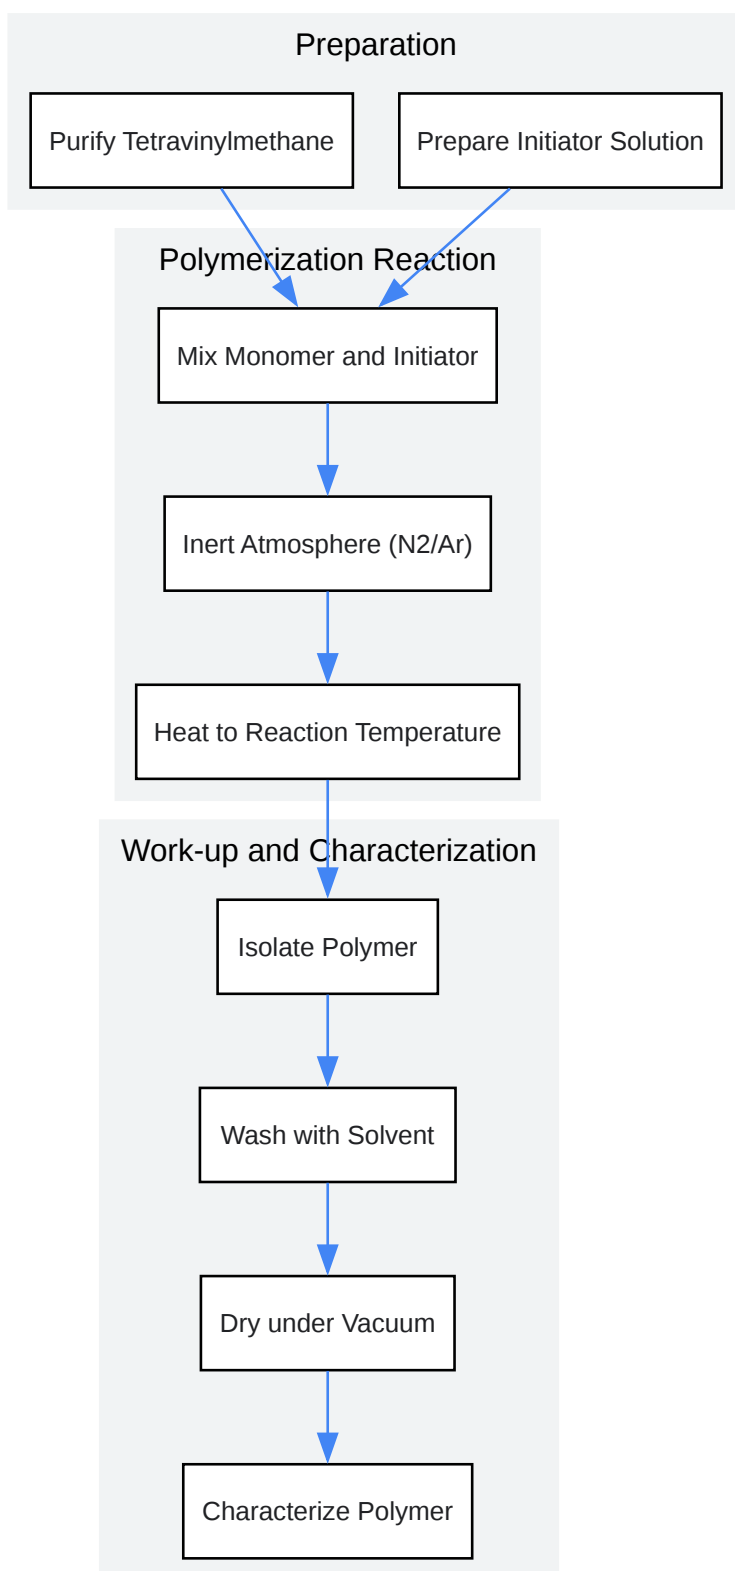 Preparation
Purify Tetravinylmethane
Prepare Initiator Solution
Polymerization Reaction
Mix Monomer and Initiator
Inert Atmosphere (N2/Ar)
Heat to Reaction Temperature
Work-up and Characterization
Isolate Polymer
Wash with Solvent
Dry under Vacuum
Characterize Polymer